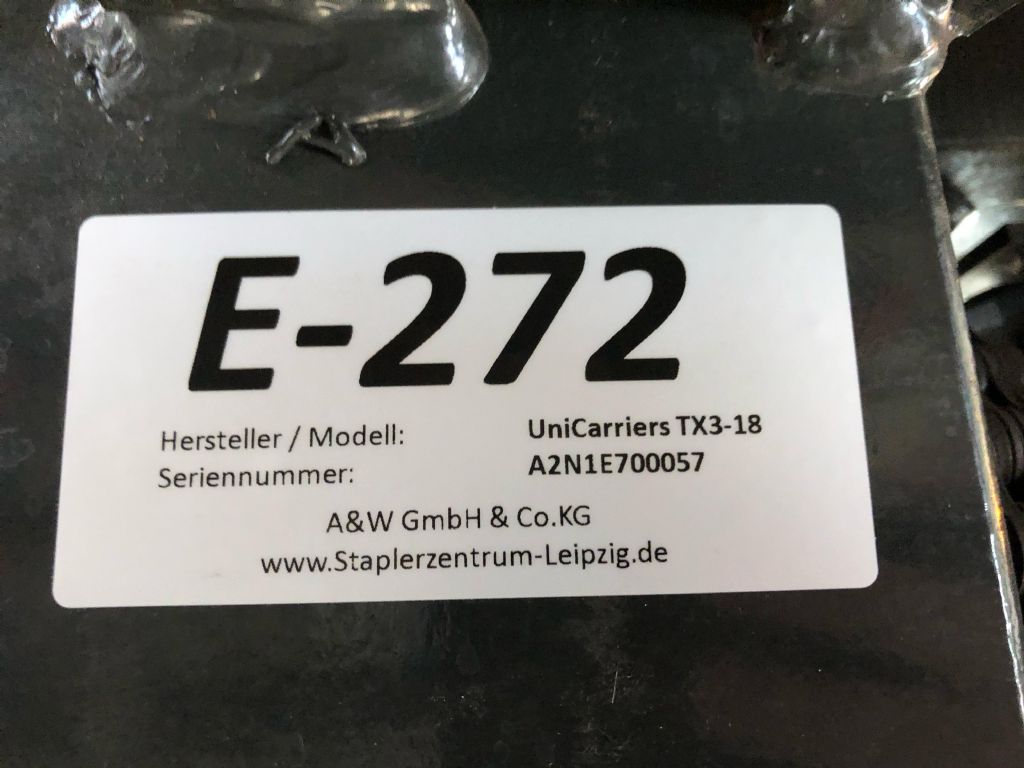 E-272
Hersteller / Modell: UniCarriers TX3-18
Seriennummer: A2N1E700057
A&W GmbH & Co.KG
www.Staplerzentrum-Leipzig.de